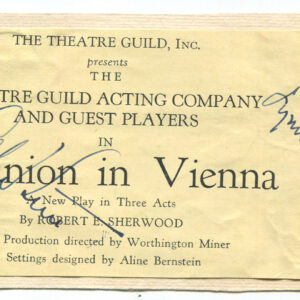 THE THEATRE GUILD, INC.
presents
THE
TRE GUILD ACTING COMPANY
AND GUEST PLAYERS
IN
nion in Vienna
New Play in Three Acts
By ROBERT E. SHERWOOD
Production directed by Worthington Miner
Settings designed by Aline Bernstein